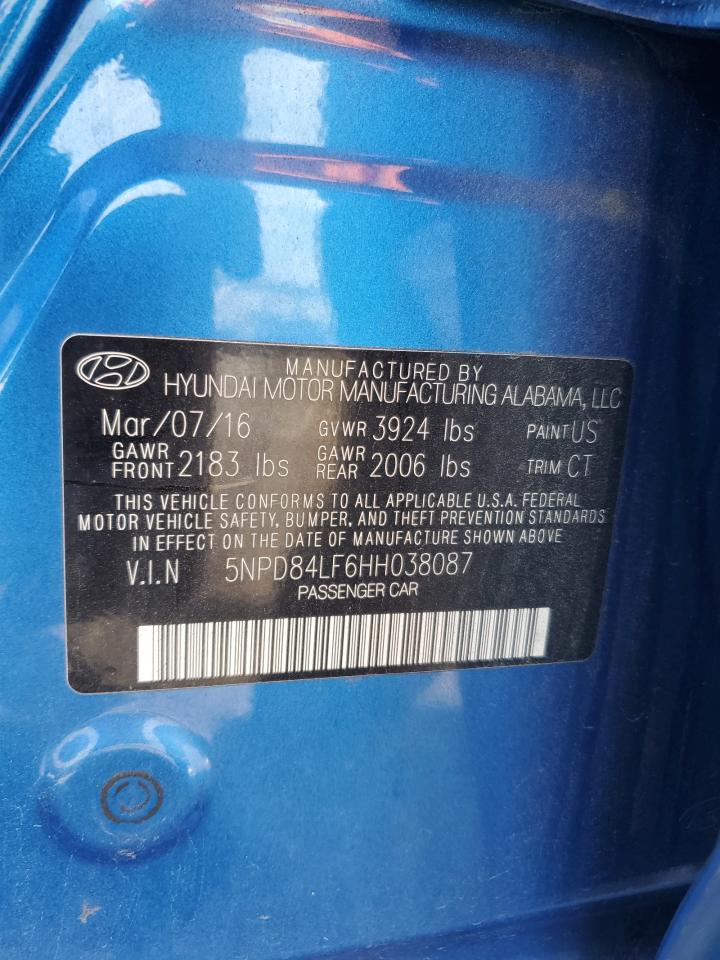 MANUFACTURED BY
HYUNDAI MOTOR MANUFACTURING ALABAMA, LLC
Mar/07/16 GVWR 3924 lbs PAINT US
GAWR FRONT 2183 lbs GAWR REAR 2006 lbs TRIM CT
THIS VEHICLE CONFORMS TO ALL APPLICABLE U.S.A. FEDERAL
MOTOR VEHICLE SAFETY, BUMPER, AND THEFT PREVENTION STANDARDS
IN EFFECT ON THE DATE OF MANUFACTURE SHOWN ABOVE
V.I.N 5NPD84LF6HH038087
PASSENGER CAR